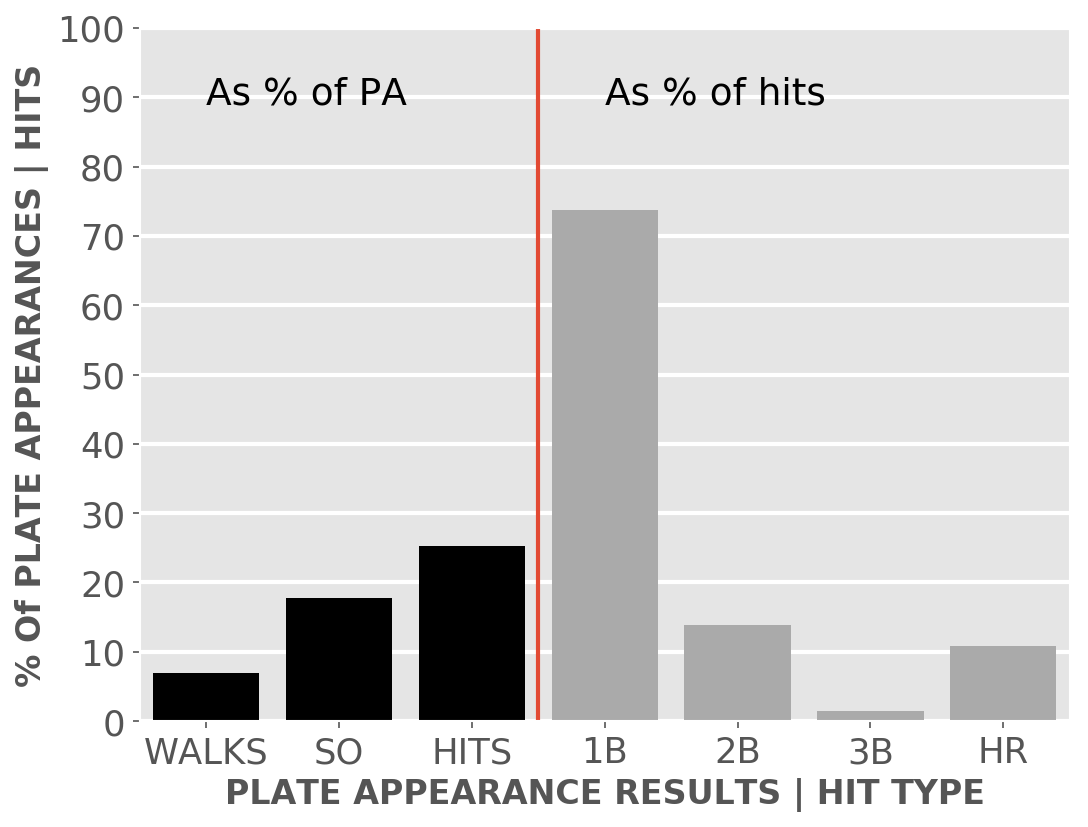 % Of PLATE APPEARANCES | HITS
100
90
80
70
60
50
40
30
20
10
0
As % of PA
As % of hits
WALKS SO HITS 1B 2B 3B HR
PLATE APPEARANCE RESULTS | HIT TYPE